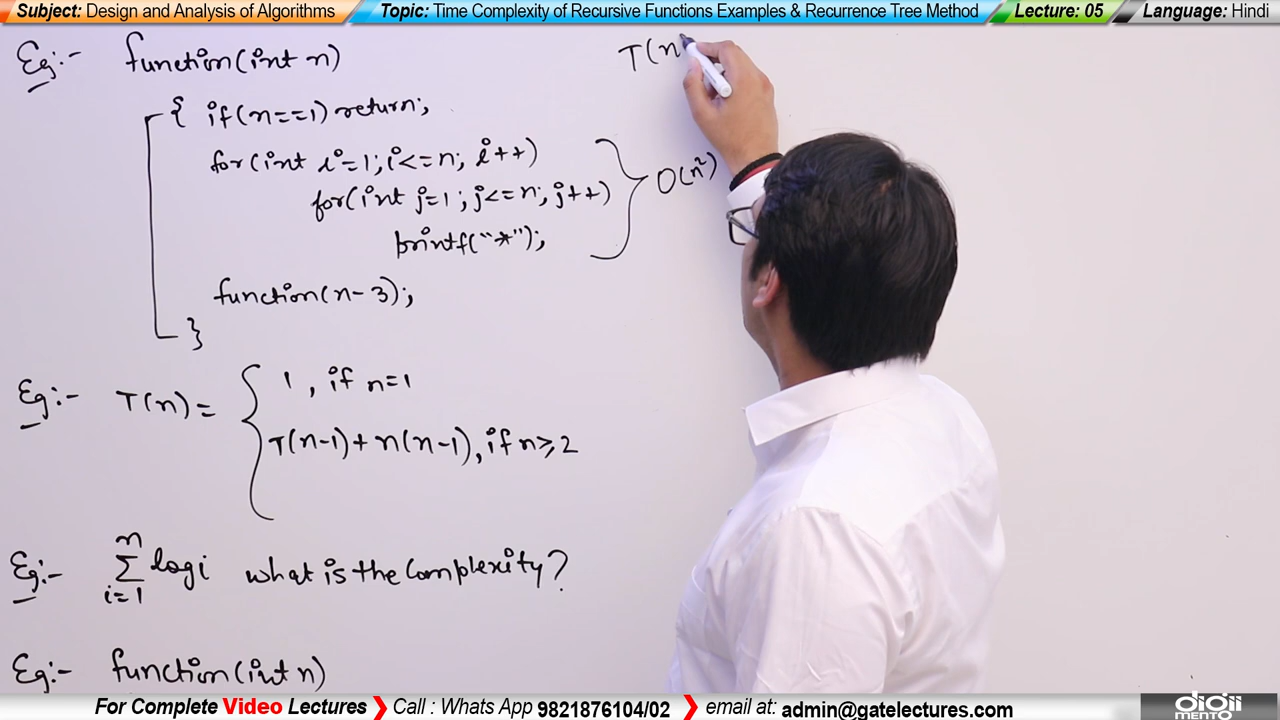 Subject: Design and Analysis of Algorithms Topic: Time Complexity of Recursive Functions Examples & Recurrence Tree Method Lecture: 05 Language: Hindi
Eg:- function(int n)
T(n
{ if(n==1) return;
for(int i=1; i<=n; i++)
for(int j=1; j<=n; j++)
O(n²)
printf("*");
function(n-3);
}
Eg:- T(n) = { 1, if n=1
T(n-1) + n(n-1), if n≥2
Eg:- n∑i=1 log i what is the complexity?
Eg:- function(int n)
For Complete Video Lectures ❯ Call : Whats App 9821876104/02 ❯ email at: admin@gatelectures.com
digii
MENTO